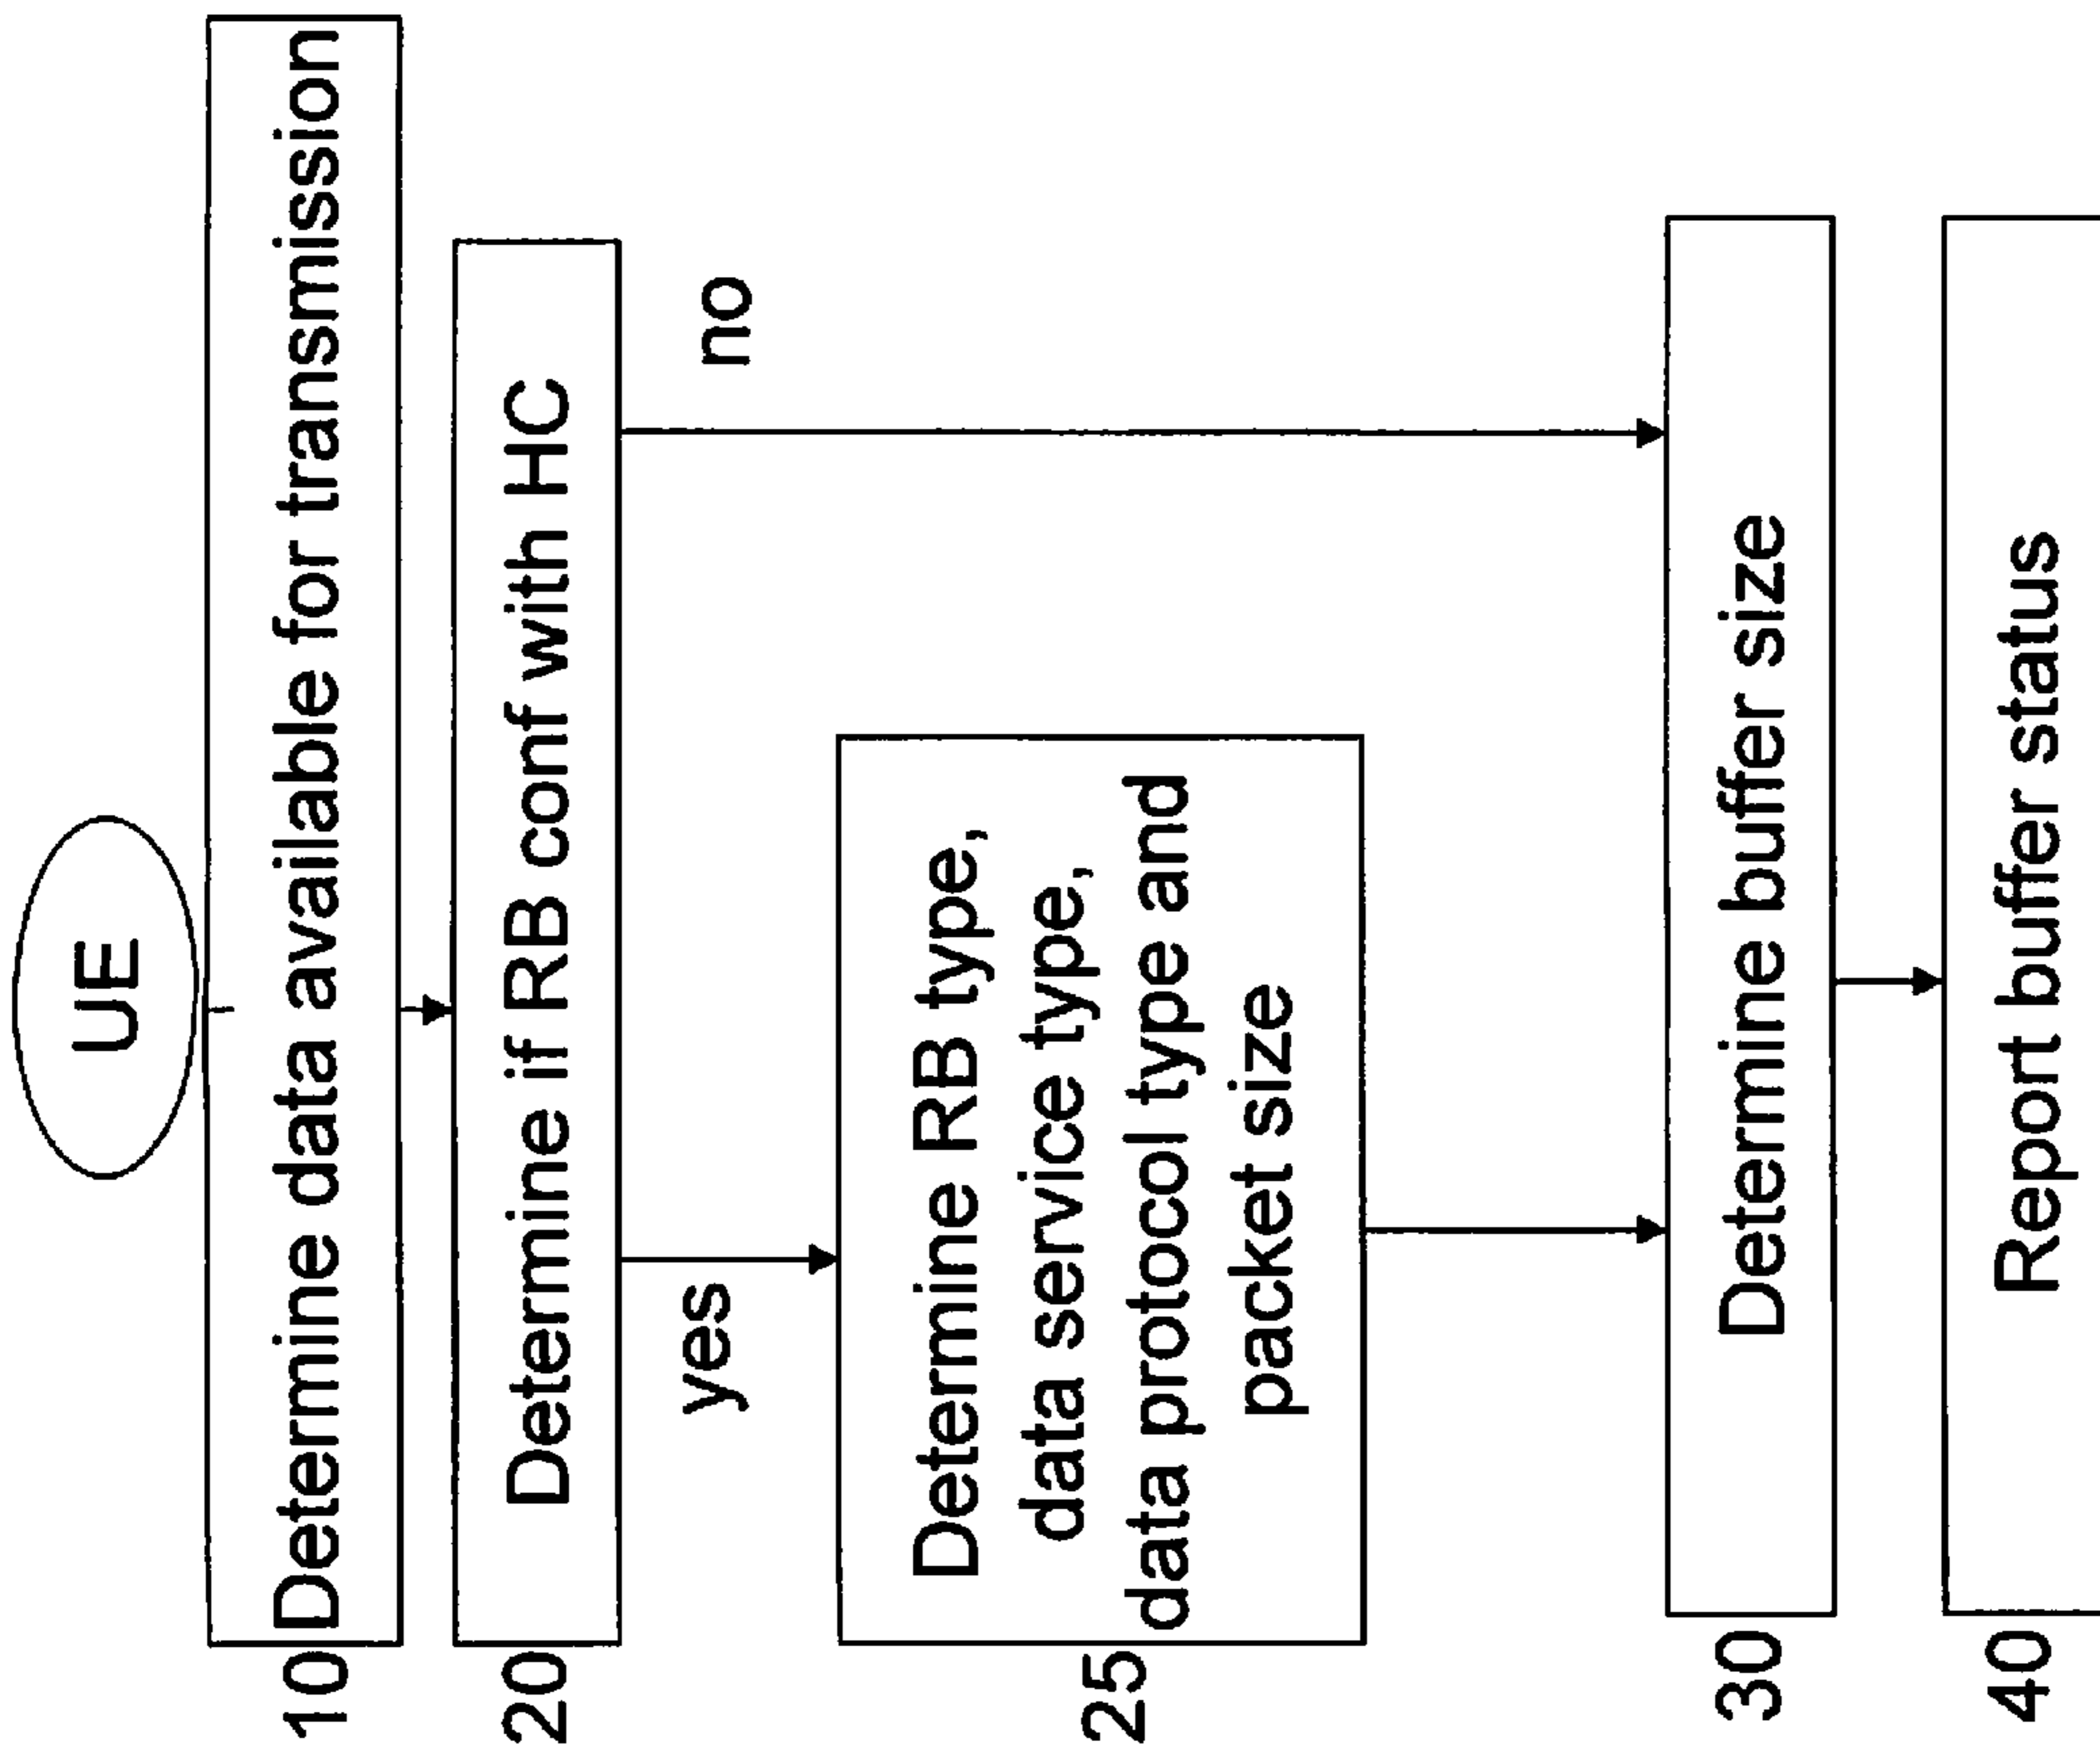 UE
10
Determine data available for transmission
20
Determine if RB conf with HC
yes
no
25
Determine RB type,
data service type,
data protocol type and
packet size
30
Determine buffer size
40
Report buffer status